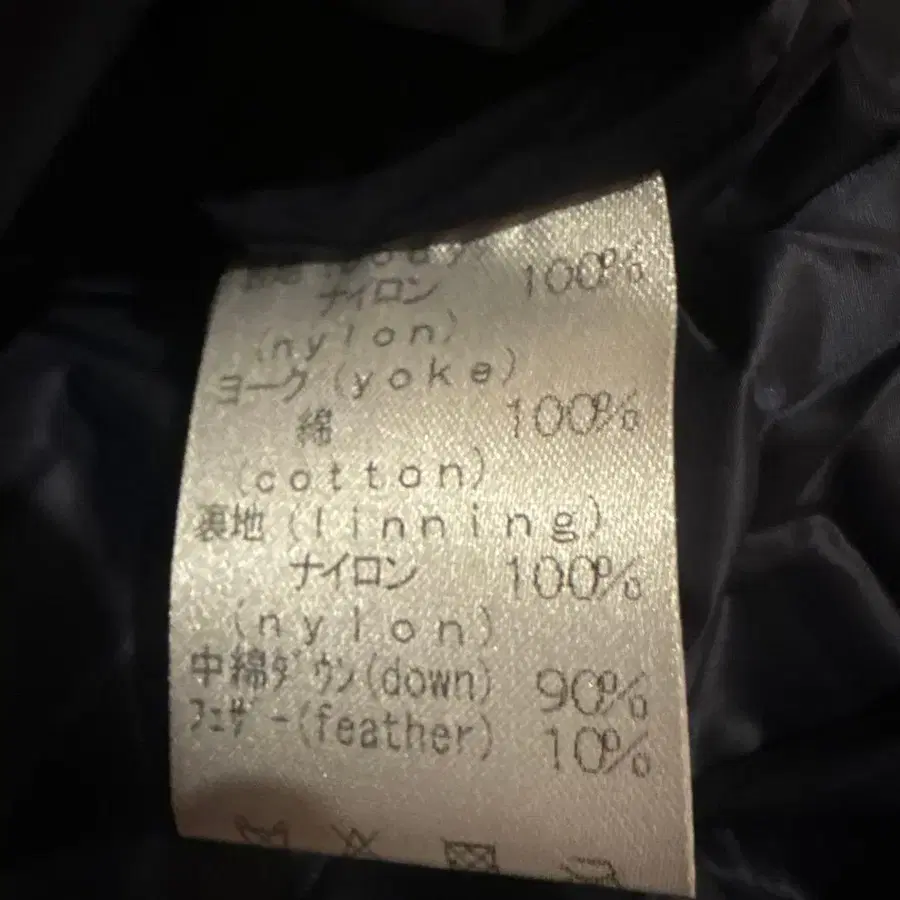 (body)
ナイロン 100%
(nylon)
ヨーク(yoke)
綿 100%
(cotton)
裏地(linning)
ナイロン 100%
(nylon)
中綿ダウン(down) 90%
フェザー(feather) 10%